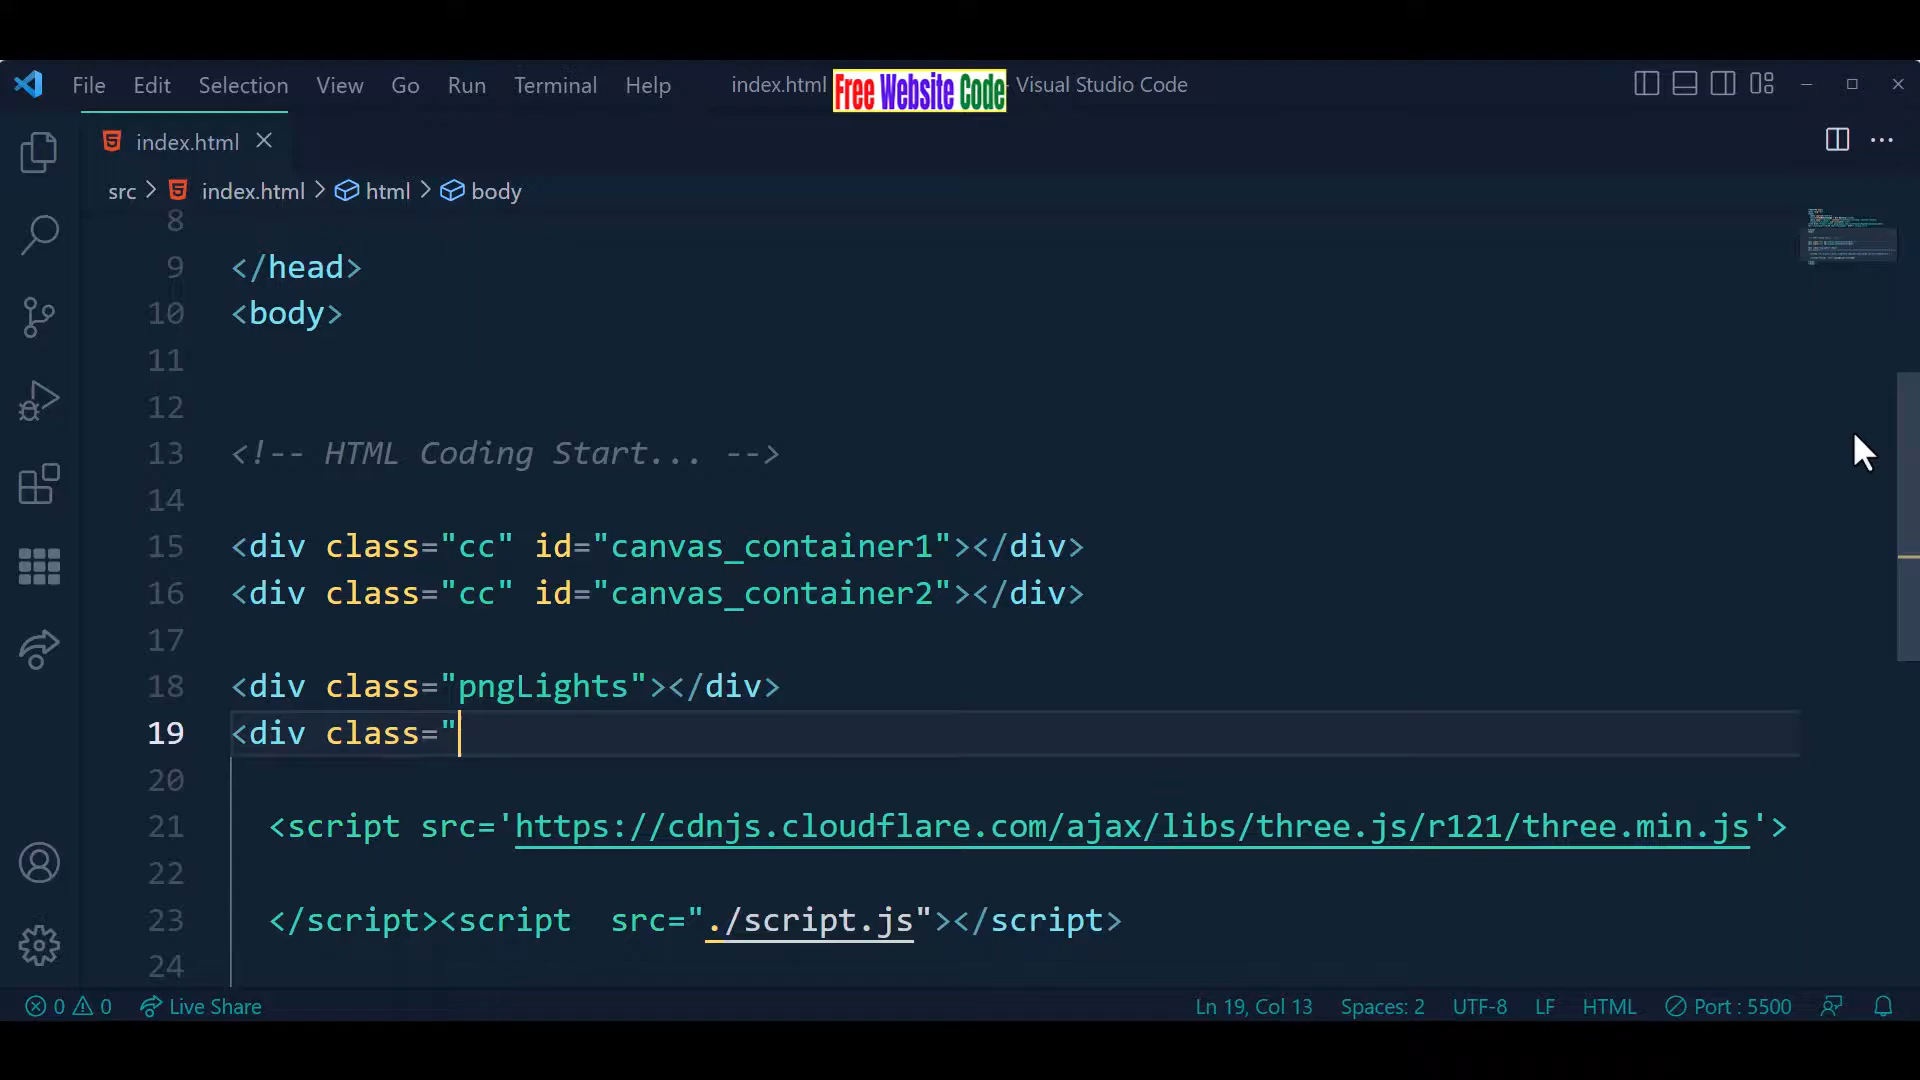 File Edit Selection View Go Run Terminal Help index.html Free Website Code - Visual Studio Code
index.html
src > index.html > html > body
8
9 </head>
10 <body>
11
12
13 <!-- HTML Coding Start... -->
14
15 <div class="cc" id="canvas_container1"></div>
16 <div class="cc" id="canvas_container2"></div>
17
18 <div class="pngLights"></div>
19 <div class="
20
21 <script src='https://cdnjs.cloudflare.com/ajax/libs/three.js/r121/three.min.js'>
22
23 </script><script  src="./script.js"></script>
24
0 0 Live Share Ln 19, Col 13 Spaces: 2 UTF-8 LF HTML Port : 5500